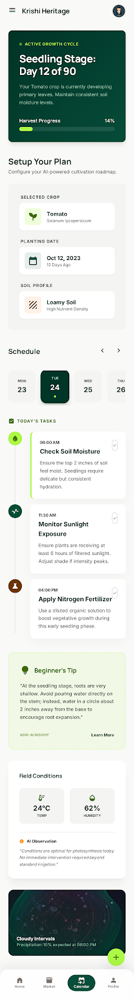 Krishi Heritage
ACTIVE GROWTH CYCLE
Seedling Stage:
Day 12 of 90
Your Tomato crop is currently developing
primary leaves. Maintain consistent soil
moisture levels.
Harvest Progress 14%
Setup Your Plan
Configure your AI-powered cultivation roadmap.
SELECTED CROP
Tomato
Solanum lycopersicum
PLANTING DATE
Oct 12, 2023
12 Days Ago
SOIL PROFILE
Loamy Soil
High Nutrient Density
Schedule
MON TUE WED THU
23 24 25 26
TODAY'S TASKS
08:00 AM
Check Soil Moisture
Ensure the top 2 inches of soil
feel moist. Seedlings require
delicate but consistent
hydration.
11:30 AM
Monitor Sunlight
Exposure
Ensure plants are receiving at
least 6 hours of filtered sunlight.
Adjust shade if intensity peaks.
04:00 PM
Apply Nitrogen Fertilizer
Use a diluted organic solution to
boost vegetative growth during
this early seedling phase.
Beginner's Tip
"At the seedling stage, roots are very
shallow. Avoid pouring water directly on
the stem; instead, water in a circle about
2 inches away from the base to
encourage root expansion."
AGRI-AI INSIGHT Learn More
Field Conditions
24°C 62%
TEMP HUMIDITY
AI Observation
"Conditions are optimal for photosynthesis today.
No immediate intervention required beyond
standard irrigation."
Cloudy Intervals
Precipitation: 10% expected at 06:00 PM
Home Market Calendar Profile